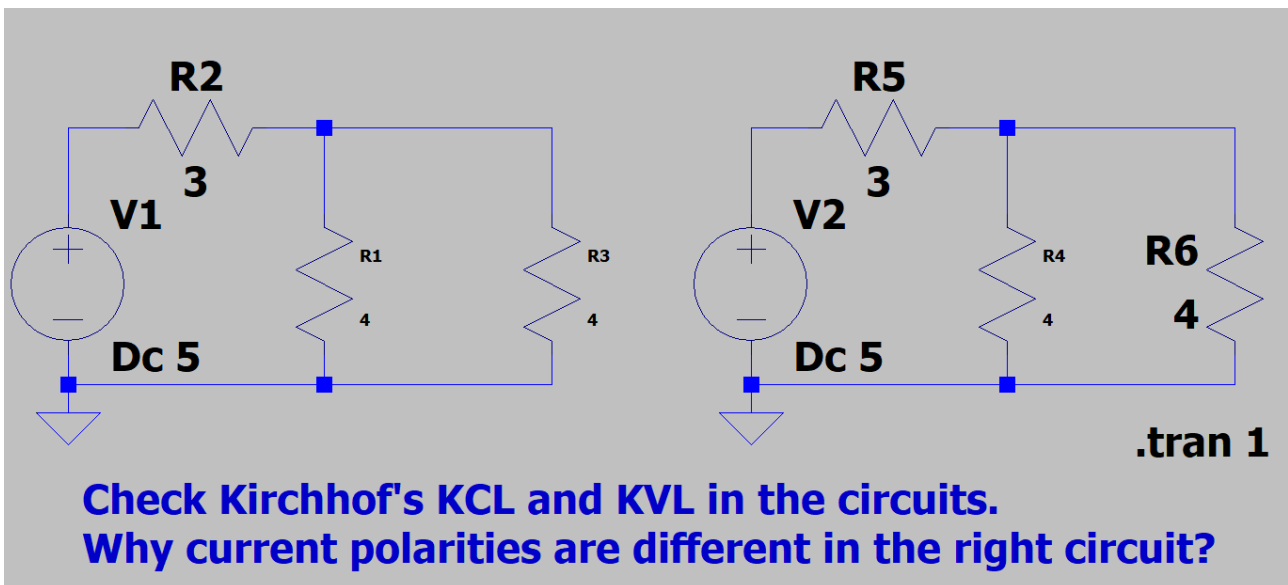 R2
3
V1
R1
4
R3
4
Dc 5
R5
3
V2
R4
4
R6
4
Dc 5
.tran 1
Check Kirchhof's KCL and KVL in the circuits.
Why current polarities are different in the right circuit?